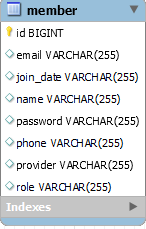 member
id BIGINT
email VARCHAR(255)
join_date VARCHAR(255)
name VARCHAR(255)
password VARCHAR(255)
phone VARCHAR(255)
provider VARCHAR(255)
role VARCHAR(255)
Indexes